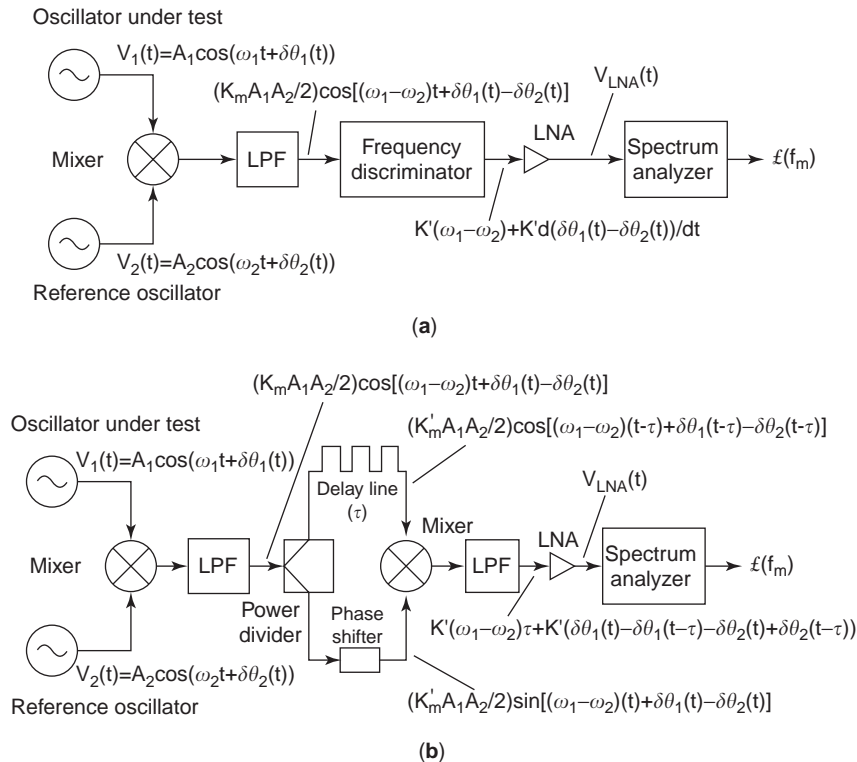 Oscillator under test
V₁(t)=A₁cos(ω₁t+δθ₁(t))
(KₘA₁A₂/2)cos[(ω₁−ω₂)t+δθ₁(t)−δθ₂(t)]
V_LNA(t)
Mixer
LPF
Frequency
discriminator
LNA
Spectrum
analyzer
£(fₘ)
K'(ω₁−ω₂)+K'd(δθ₁(t)−δθ₂(t))/dt
V₂(t)=A₂cos(ω₂t+δθ₂(t))
Reference oscillator
(a)
(KₘA₁A₂/2)cos[(ω₁−ω₂)t+δθ₁(t)−δθ₂(t)]
Oscillator under test
(K'ₘA₁A₂/2)cos[(ω₁−ω₂)(t-τ)+δθ₁(t-τ)−δθ₂(t-τ)]
V₁(t)=A₁cos(ω₁t+δθ₁(t))
Delay line
(τ)
V_LNA(t)
Mixer
LPF
Mixer
LPF
LNA
Spectrum
analyzer
£(fₘ)
Power
divider
Phase
shifter
K'(ω₁−ω₂)τ+K'(δθ₁(t)−δθ₁(t−τ)−δθ₂(t)+δθ₂(t−τ))
V₂(t)=A₂cos(ω₂t+δθ₂(t))
Reference oscillator
(K'ₘA₁A₂/2)sin[(ω₁−ω₂)(t)+δθ₁(t)−δθ₂(t)]
(b)